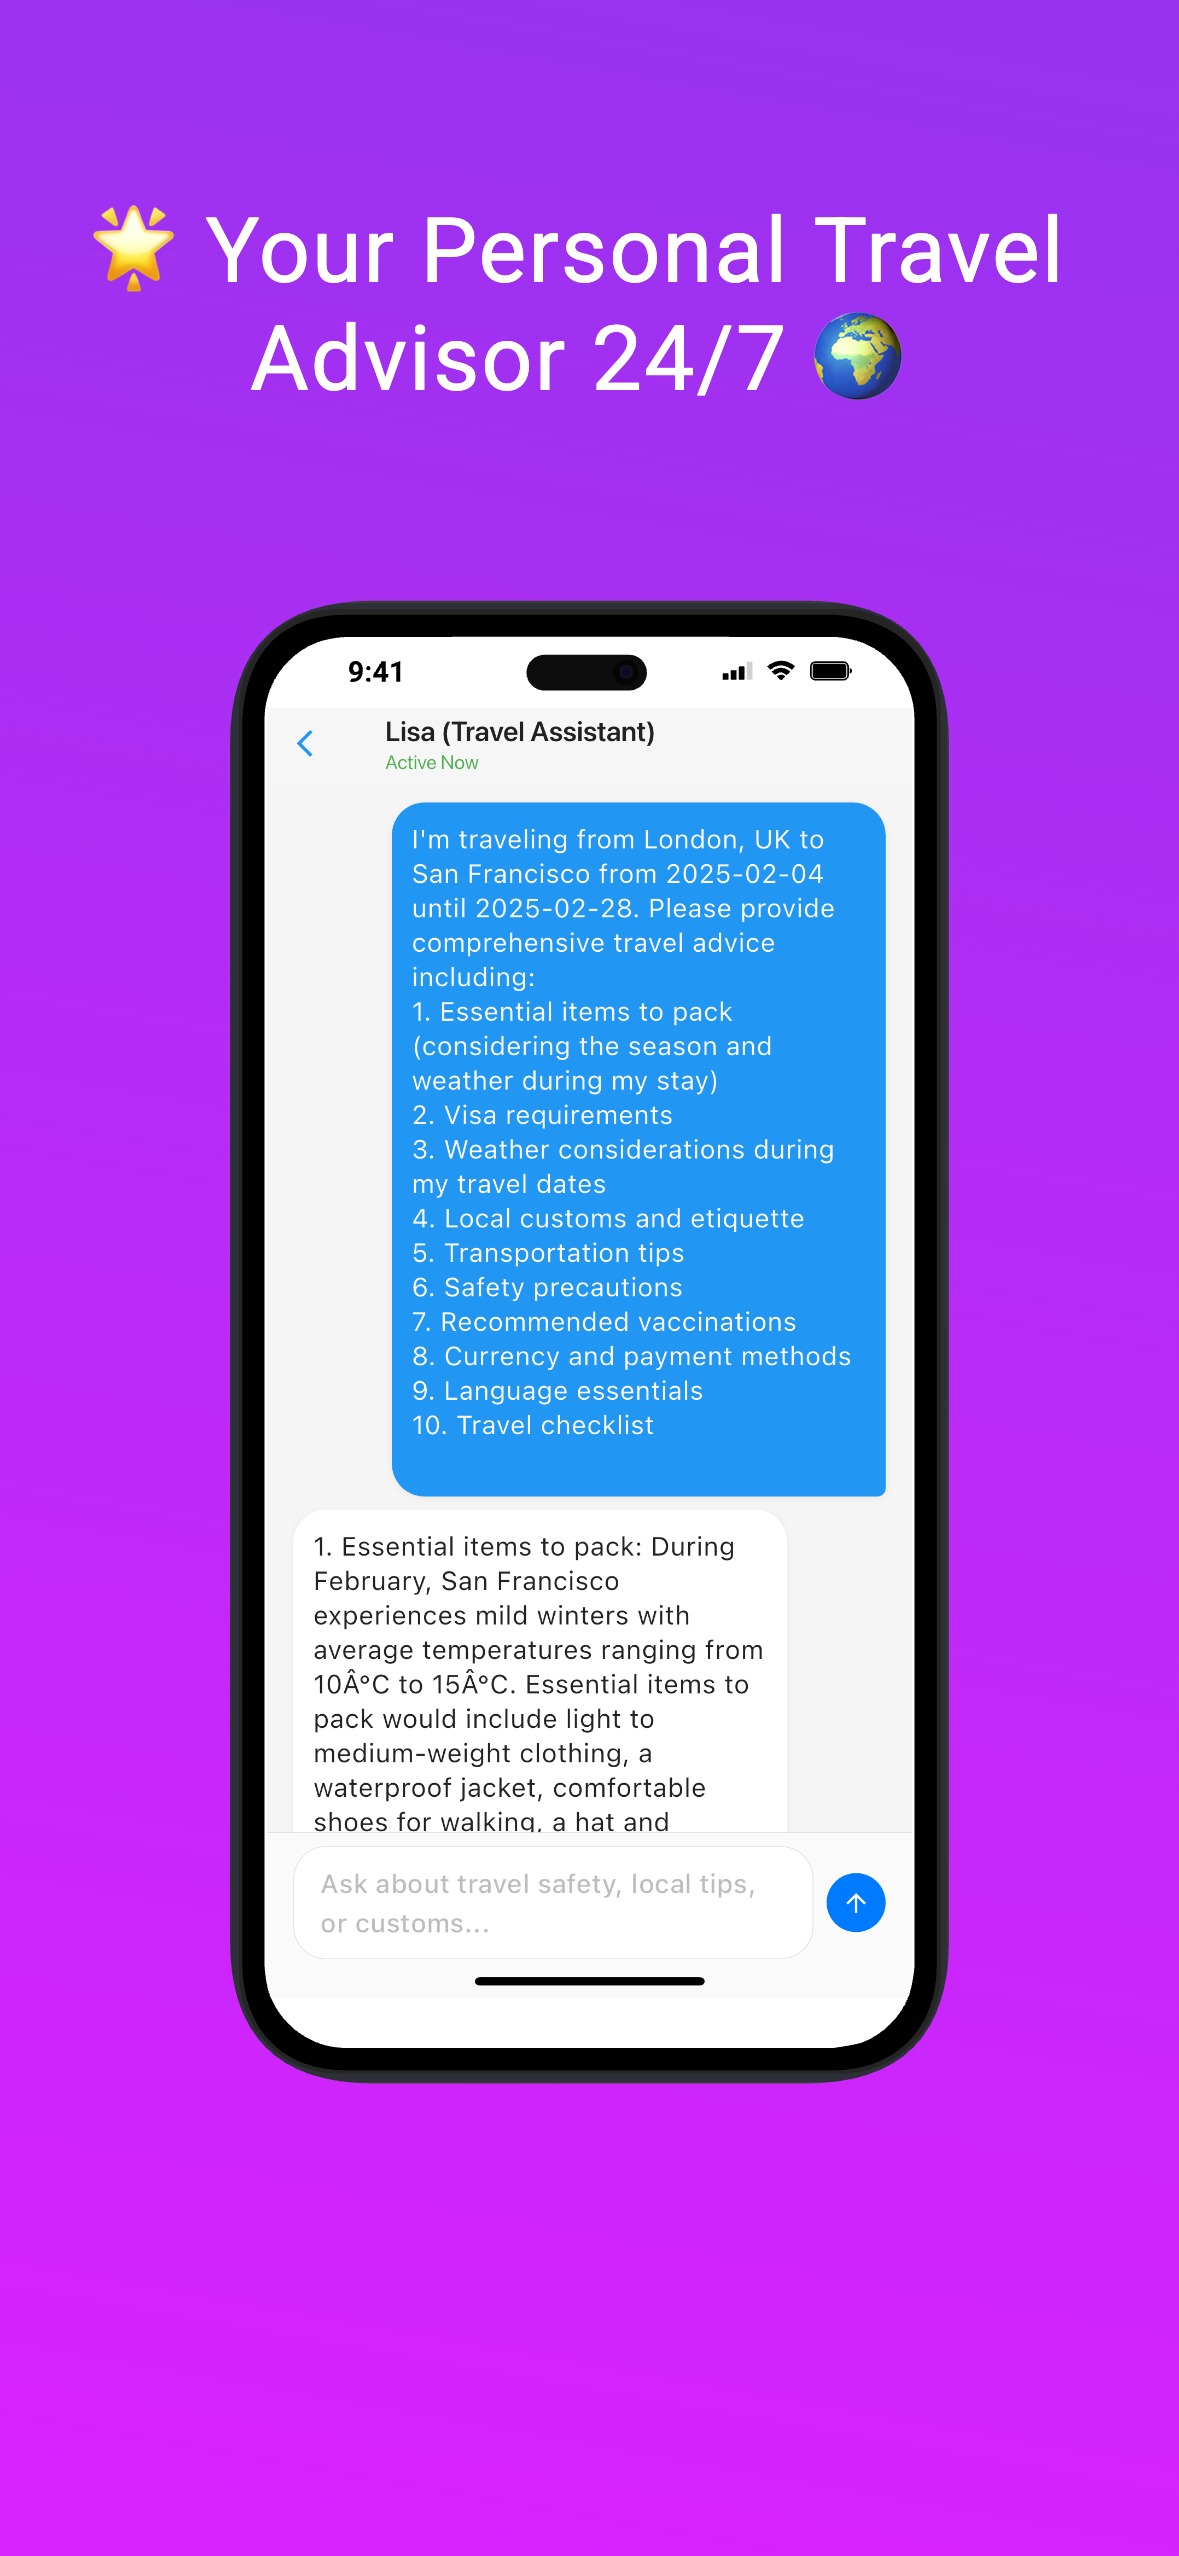 🌟 Your Personal Travel
Advisor 24/7 🌍
9:41
Lisa (Travel Assistant)
Active Now
I'm traveling from London, UK to
San Francisco from 2025-02-04
until 2025-02-28. Please provide
comprehensive travel advice
including:
1. Essential items to pack
(considering the season and
weather during my stay)
2. Visa requirements
3. Weather considerations during
my travel dates
4. Local customs and etiquette
5. Transportation tips
6. Safety precautions
7. Recommended vaccinations
8. Currency and payment methods
9. Language essentials
10. Travel checklist
1. Essential items to pack: During
February, San Francisco
experiences mild winters with
average temperatures ranging from
10Â°C to 15Â°C. Essential items to
pack would include light to
medium-weight clothing, a
waterproof jacket, comfortable
shoes for walking, a hat and
Ask about travel safety, local tips,
or customs...